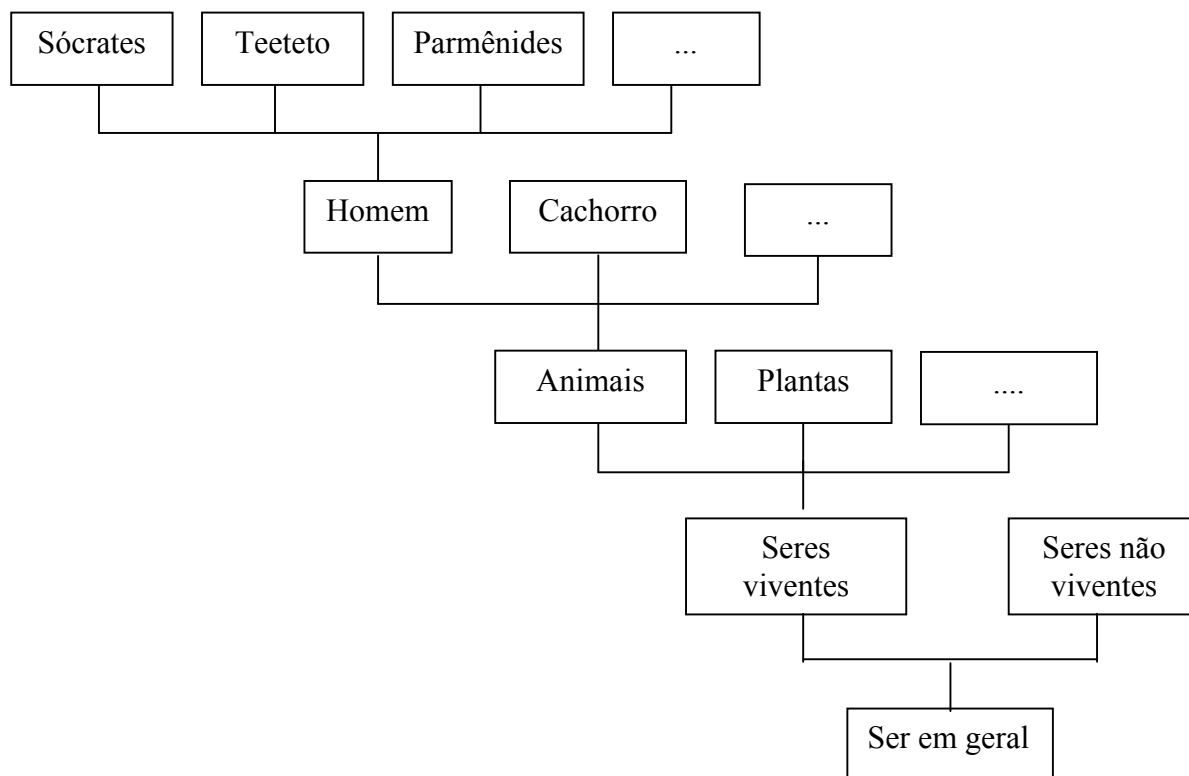 Sócrates
Teeteto
Parmênides
...
Homem
Cachorro
...
Animais
Plantas
....
Seres
viventes
Seres não
viventes
Ser em geral